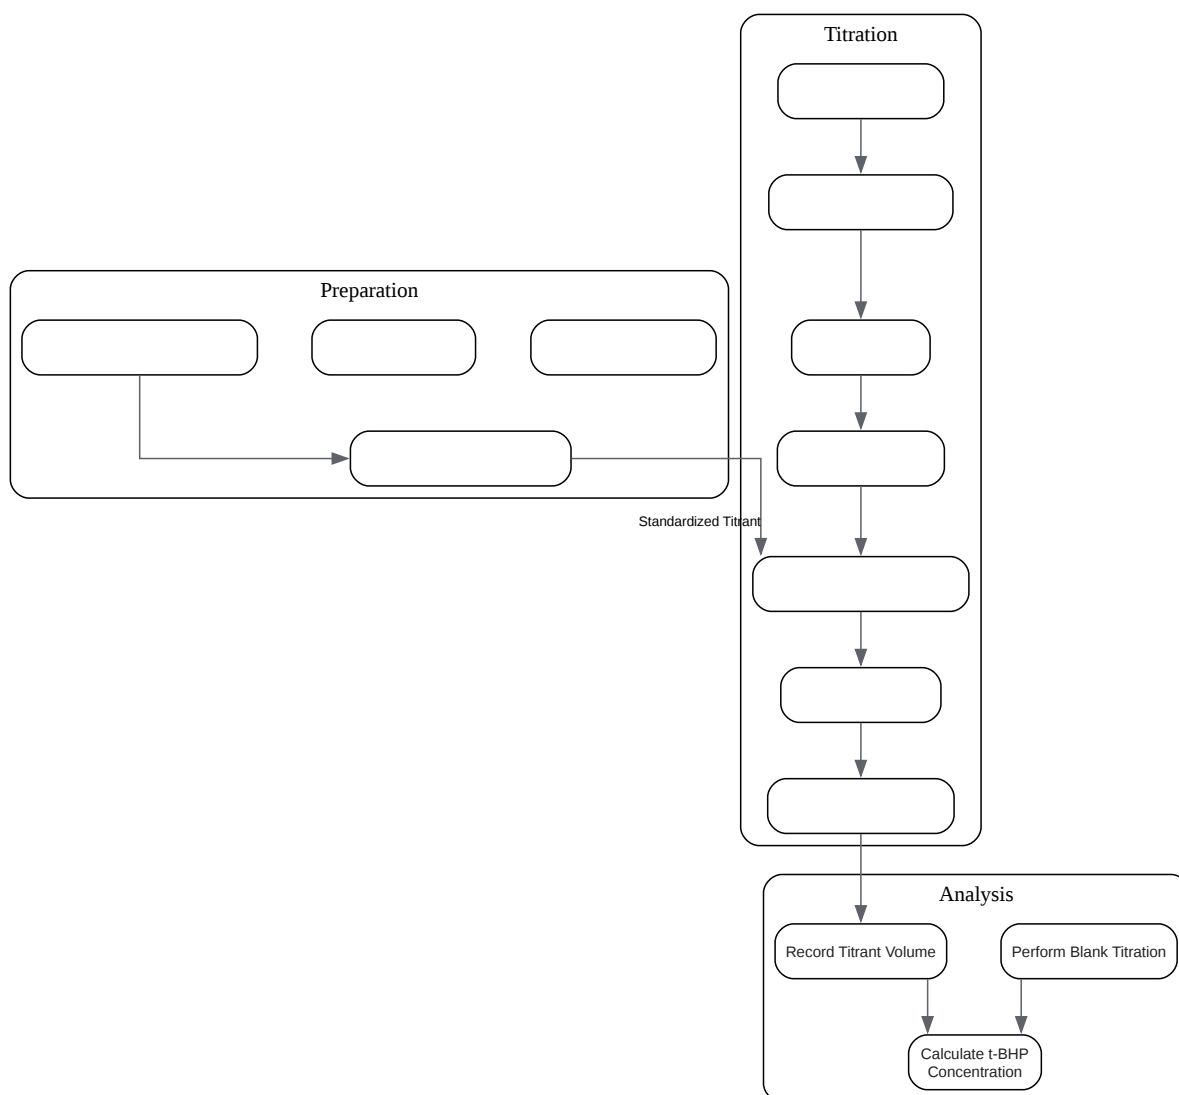 Titration
Preparation
Standardized Titrant
Analysis
Record Titrant Volume
Perform Blank Titration
Calculate t-BHP
Concentration